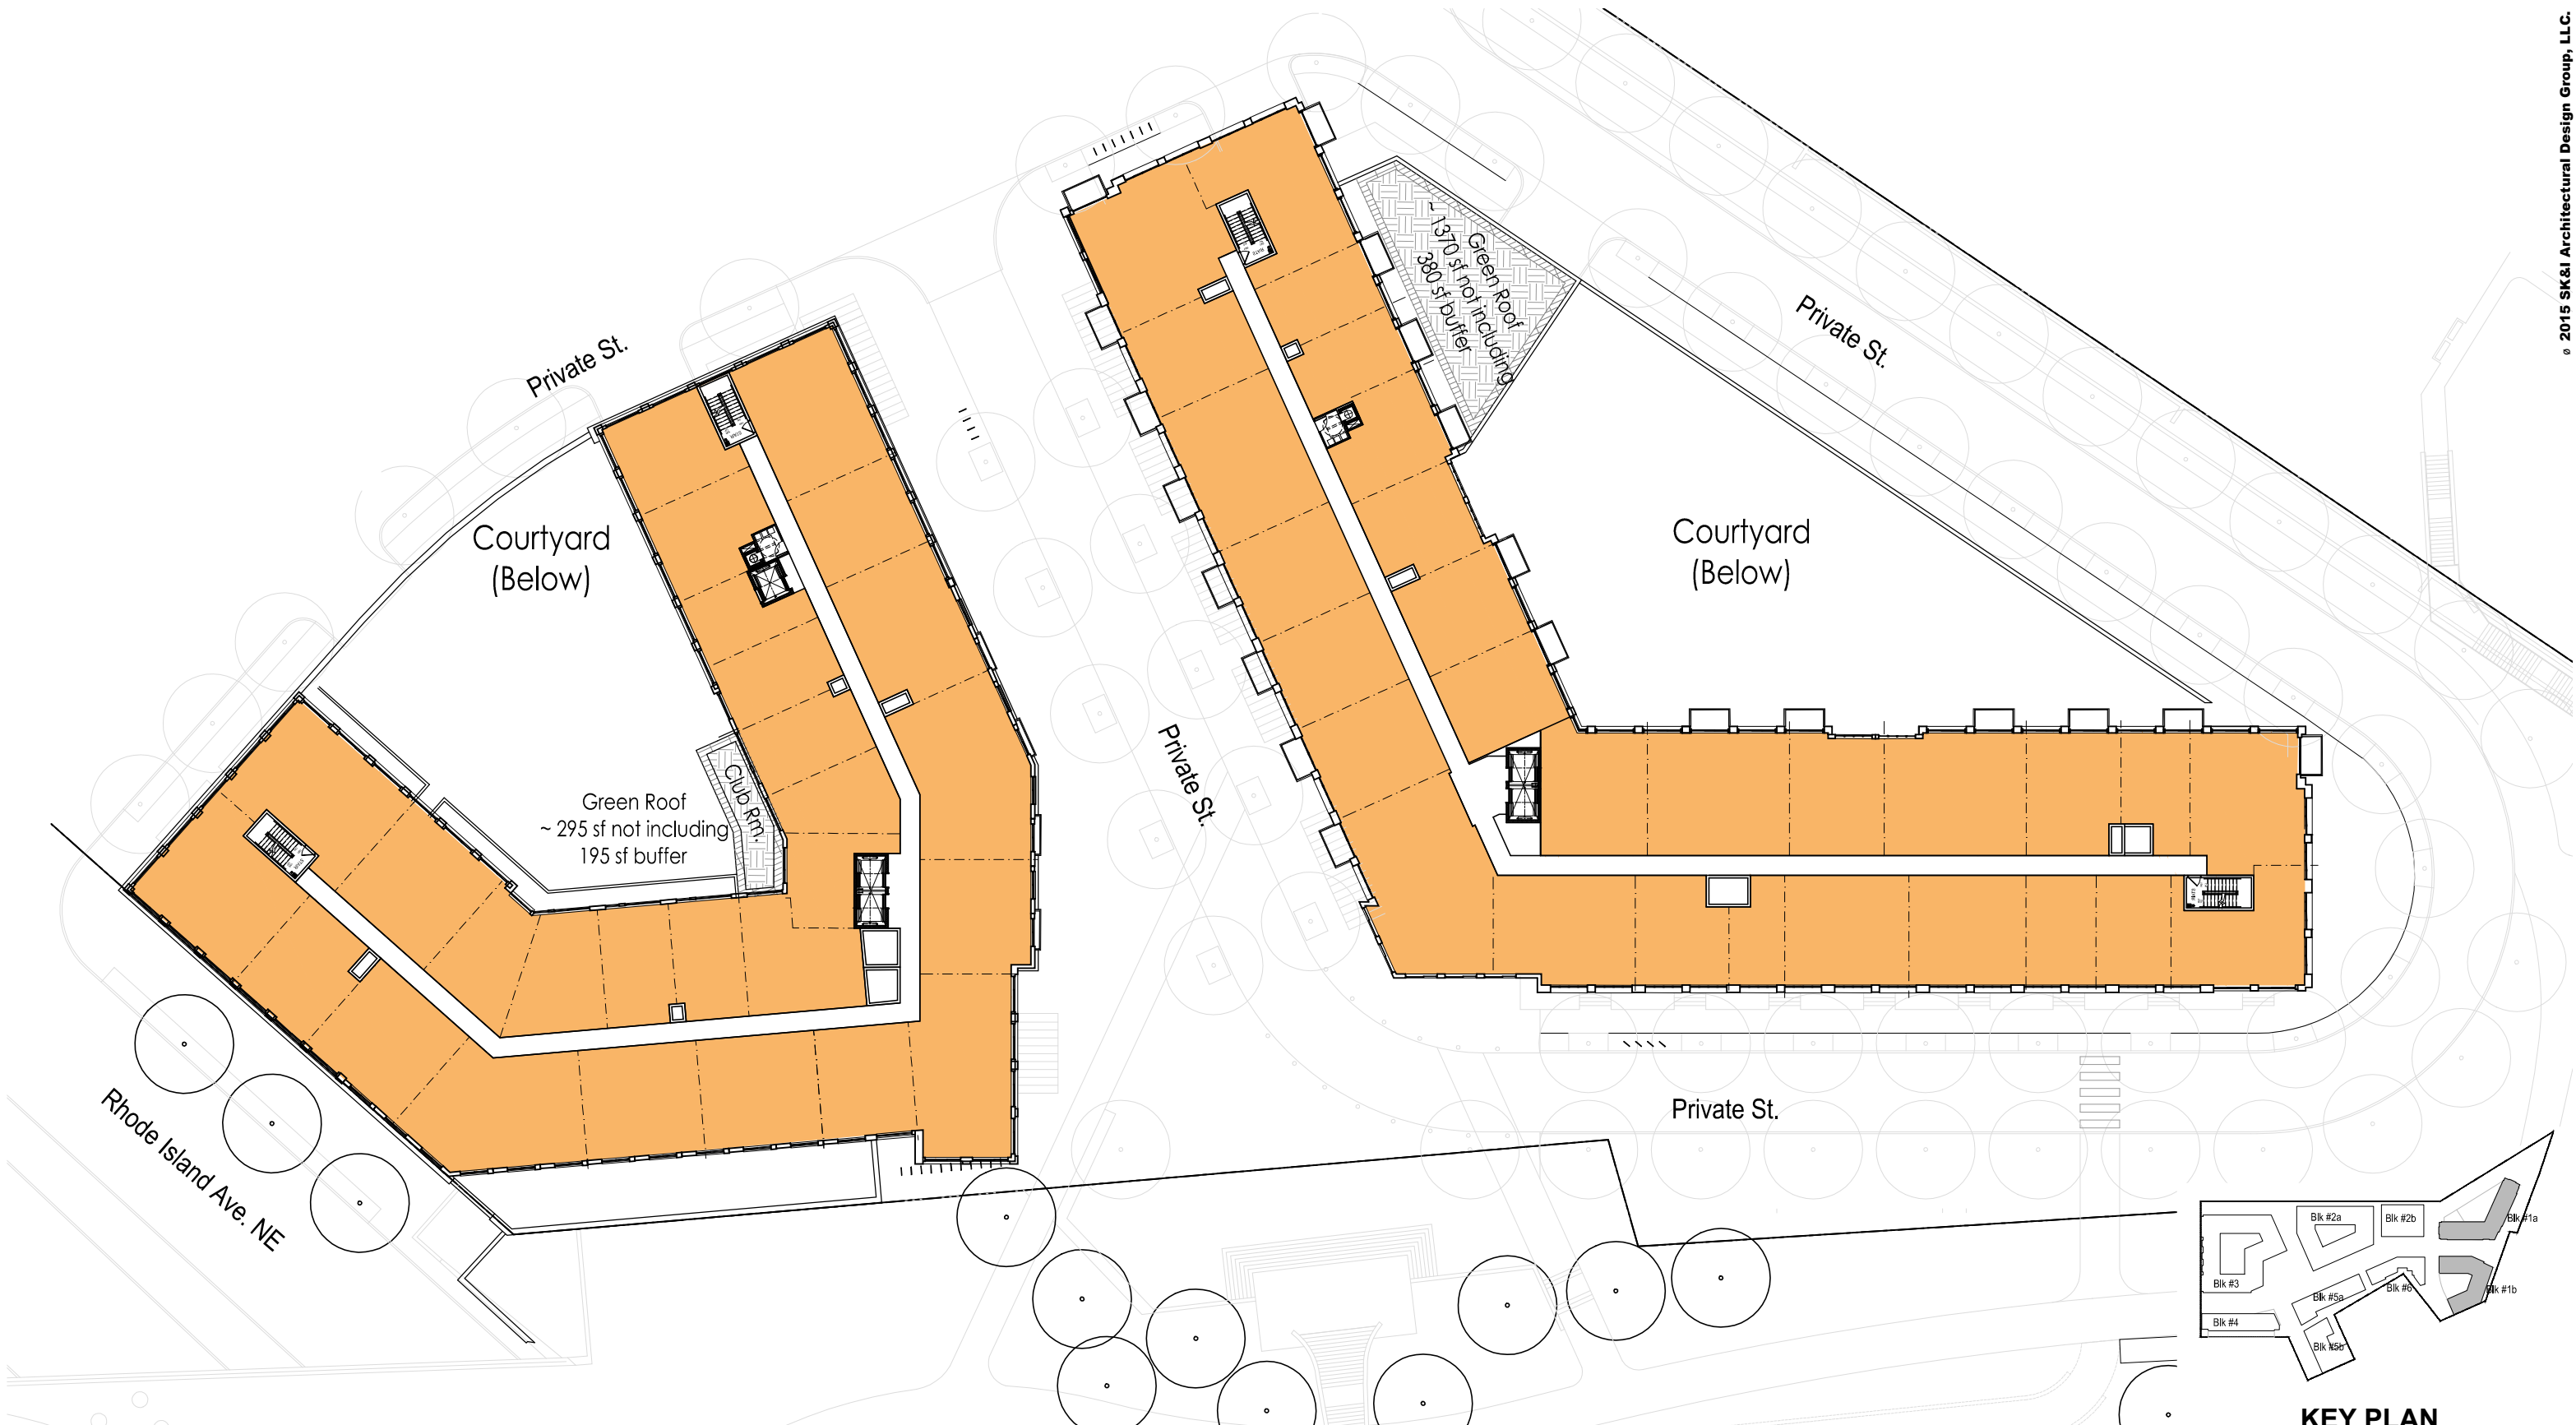 © 2015 SK&I Architectural Design Group, LLC.
Private St.
Courtyard
(Below)
Green Roof
~ 1370 sf not including
380 sf buffer
Private St.
Courtyard
(Below)
Private St.
Club Rm.
Green Roof
~ 295 sf not including
195 sf buffer
Rhode Island Ave. NE
Private St.
Blk #1a
Blk #2a
Blk #2b
Blk #3
Blk #1b
Blk #5a
Blk #6
Blk #4
Blk #5b
KEY PLAN